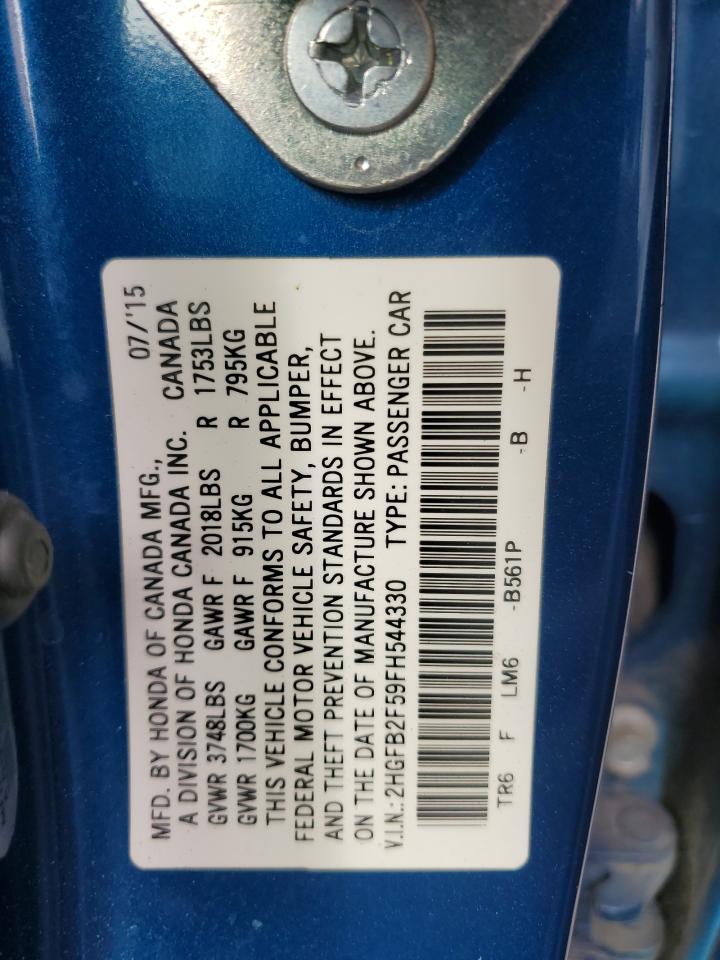 MFD. BY HONDA OF CANADA MFG., 07/'15
A DIVISION OF HONDA CANADA INC. CANADA
GVWR 3748LBS GAWR F 2018LBS R 1753LBS
GVWR 1700KG GAWR F 915KG R 795KG
THIS VEHICLE CONFORMS TO ALL APPLICABLE
FEDERAL MOTOR VEHICLE SAFETY, BUMPER,
AND THEFT PREVENTION STANDARDS IN EFFECT
ON THE DATE OF MANUFACTURE SHOWN ABOVE.
V.I.N.: 2HGFB2F59FH544330 TYPE: PASSENGER CAR
TR6 F LM6 -B561P -B -H